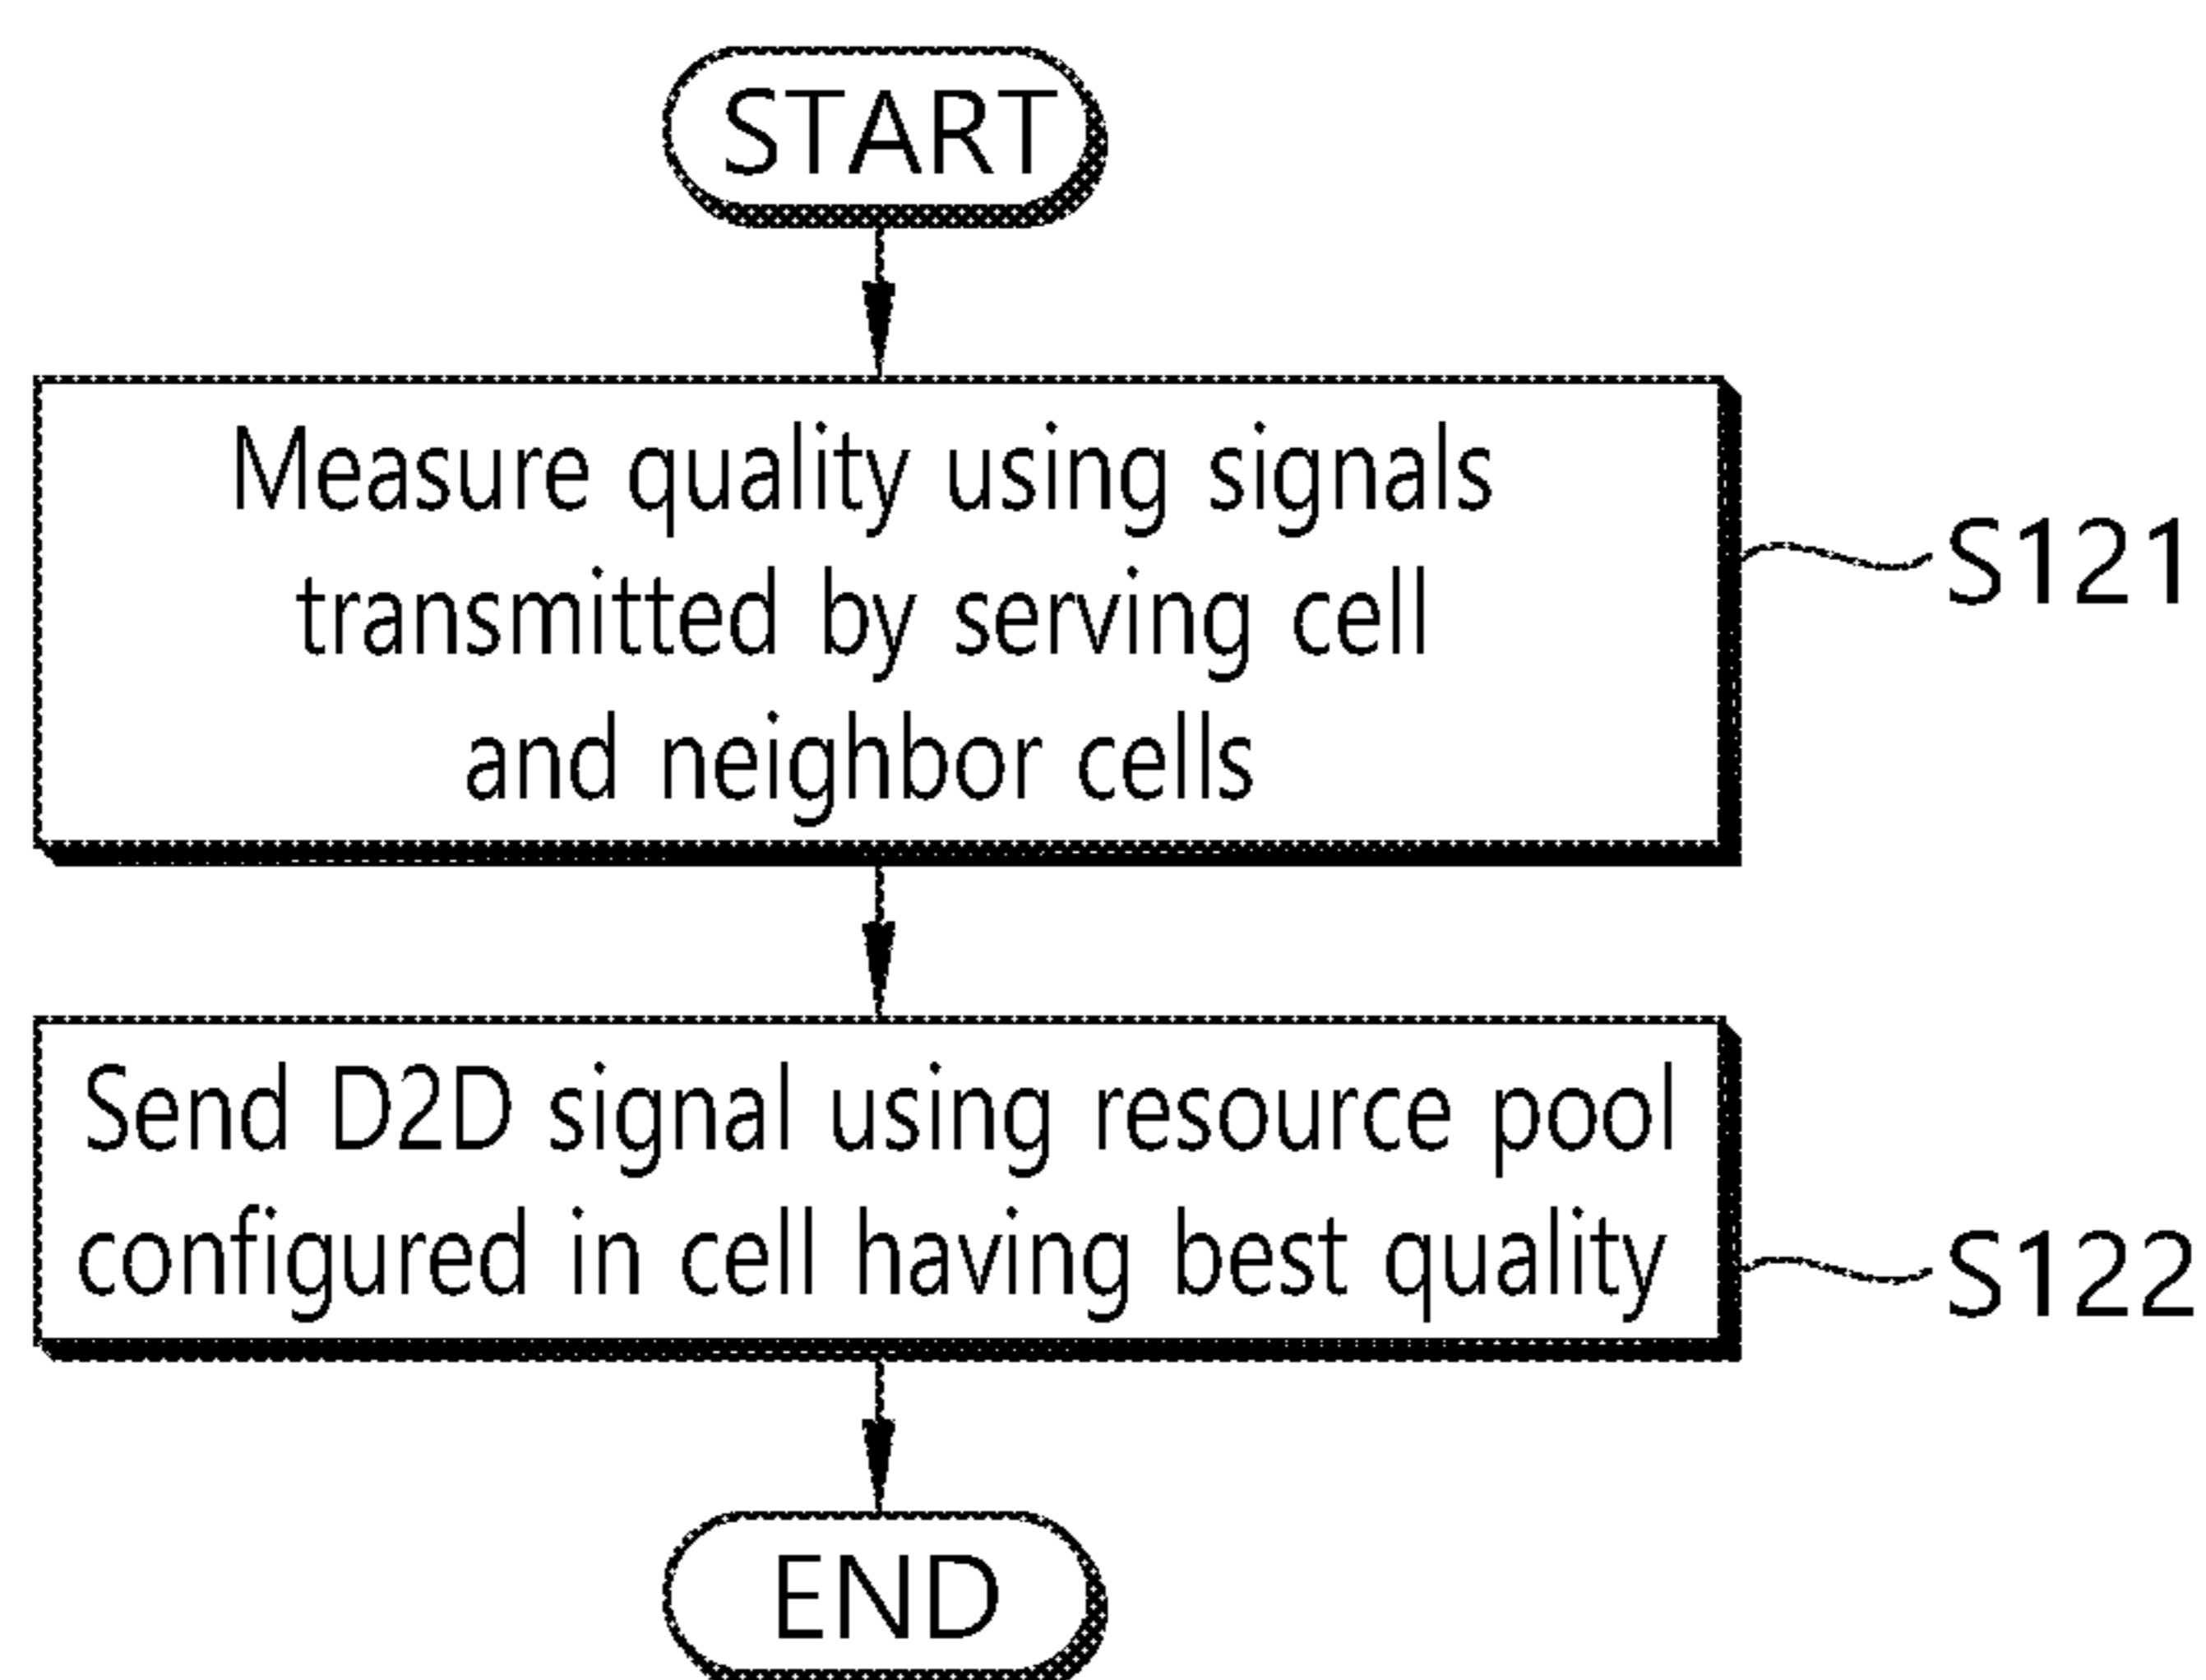 START
Measure quality using signals
transmitted by serving cell
and neighbor cells
S121
Send D2D signal using resource pool
configured in cell having best quality
S122
END